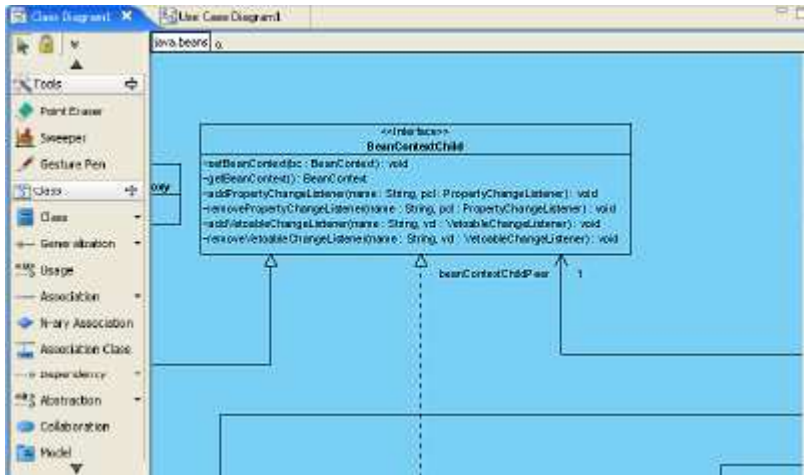 Class Diagram1
Use Case Diagram1
java.beans
Tools
Point Eraser
Sweeper
Gesture Pen
Class
Class
Generalization
Usage
Association
N-ary Association
Association Class
Dependency
Abstraction
Collaboration
Model
oxy
<<Interface>>
BeanContextChild
+setBeanContext(bc : BeanContext) : void
+getBeanContext() : BeanContext
+addPropertyChangeListener(name : String, pcl : PropertyChangeListener) : void
+removePropertyChangeListener(name : String, pcl : PropertyChangeListener) : void
+addVetoableChangeListener(name : String, vcl : VetoableChangeListener) : void
+removeVetoableChangeListener(name : String, vcl : VetoableChangeListener) : void
beanContextChildPeer 1